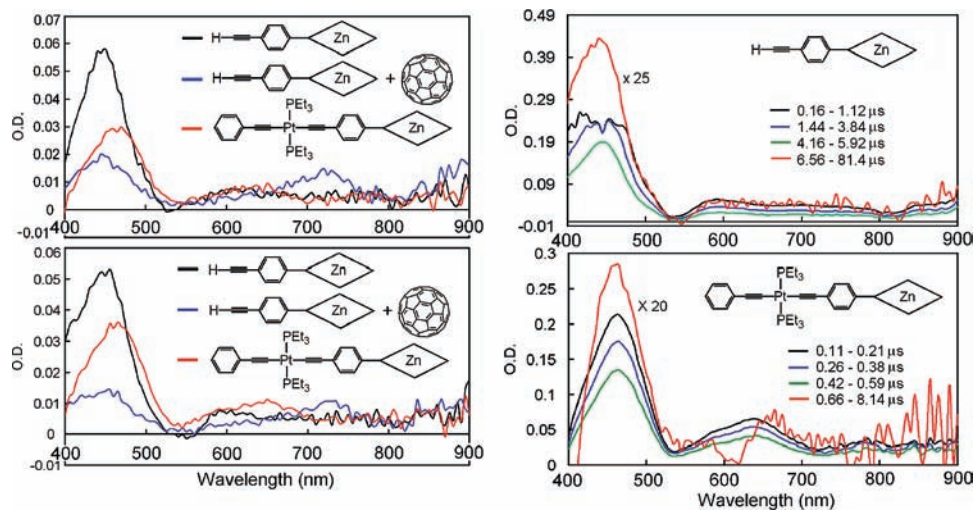 0.07
0.06
0.05
0.04
0.03
0.02
0.01
0
-0.01
O.D.
H
Zn
H
Zn
+
PEt3
Pt
Zn
PEt3
400 500 600 700 800 900
0.06
0.05
0.04
0.03
0.02
0.01
0
-0.01
O.D.
H
Zn
H
Zn
+
PEt3
Pt
Zn
PEt3
400 500 600 700 800 900
Wavelength (nm)
0.49
0.39
0.29
0.19
0.09
-0.01
O.D.
H
Zn
x 25
0.16 - 1.12 μs
1.44 - 3.84 μs
4.16 - 5.92 μs
6.56 - 81.4 μs
400 500 600 700 800 900
0.3
0.25
0.2
0.15
0.1
0.05
0
O.D.
PEt3
Pt
Zn
PEt3
X 20
0.11 - 0.21 μs
0.26 - 0.38 μs
0.42 - 0.59 μs
0.66 - 8.14 μs
400 500 600 700 800 900
Wavelength (nm)